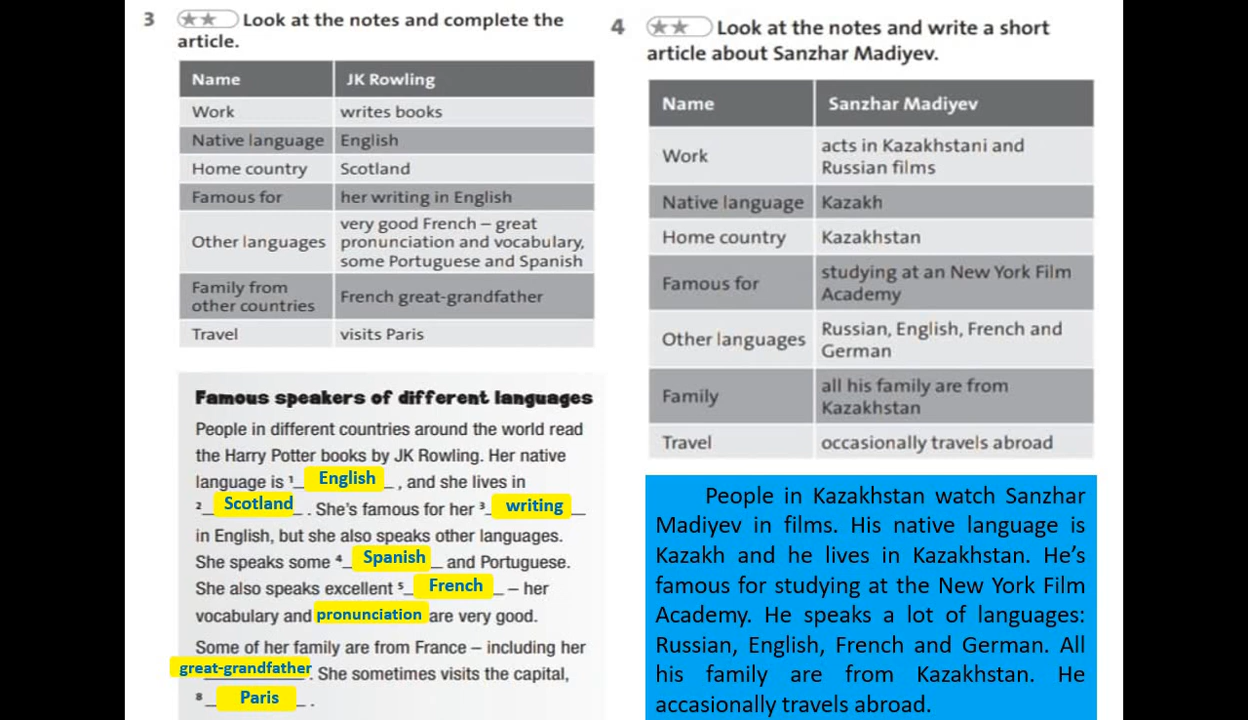 3 Look at the notes and complete the
article.
Name JK Rowling
Work writes books
Native language English
Home country Scotland
Famous for her writing in English
Other languages very good French – great
pronunciation and vocabulary,
some Portuguese and Spanish
Family from
other countries French great-grandfather
Travel visits Paris
Famous speakers of different languages
People in different countries around the world read
the Harry Potter books by JK Rowling. Her native
language is 1 English , and she lives in
2 Scotland . She's famous for her 3 writing
in English, but she also speaks other languages.
She speaks some 4 Spanish and Portuguese.
She also speaks excellent 5 French – her
vocabulary and pronunciation are very good.
Some of her family are from France – including her
great-grandfather . She sometimes visits the capital,
8 Paris .
4 Look at the notes and write a short
article about Sanzhar Madiyev.
Name Sanzhar Madiyev
Work acts in Kazakhstani and
Russian films
Native language Kazakh
Home country Kazakhstan
Famous for studying at an New York Film
Academy
Other languages Russian, English, French and
German
Family all his family are from
Kazakhstan
Travel occasionally travels abroad
People in Kazakhstan watch Sanzhar
Madiyev in films. His native language is
Kazakh and he lives in Kazakhstan. He's
famous for studying at the New York Film
Academy. He speaks a lot of languages:
Russian, English, French and German. All
his family are from Kazakhstan. He
accasionally travels abroad.